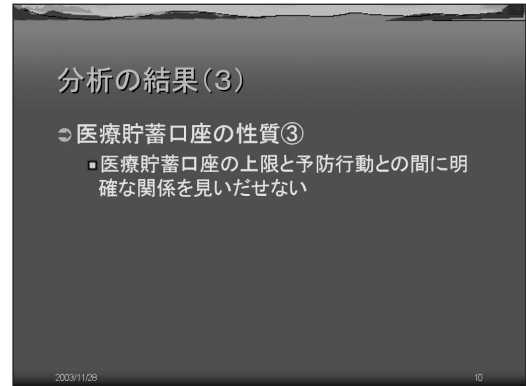 分析の結果(3)
医療貯蓄口座の性質③
医療貯蓄口座の上限と予防行動との間に明
確な関係を見いだせない
2003/11/28
10